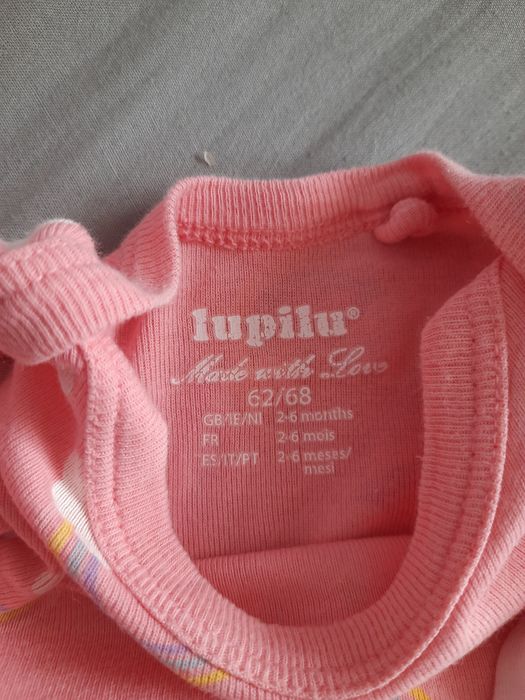 lupilu®
Made with Love
62/68
GB/IE/NI 2-6 months
FR 2-6 mois
ES/IT/PT 2-6 meses/
mesi